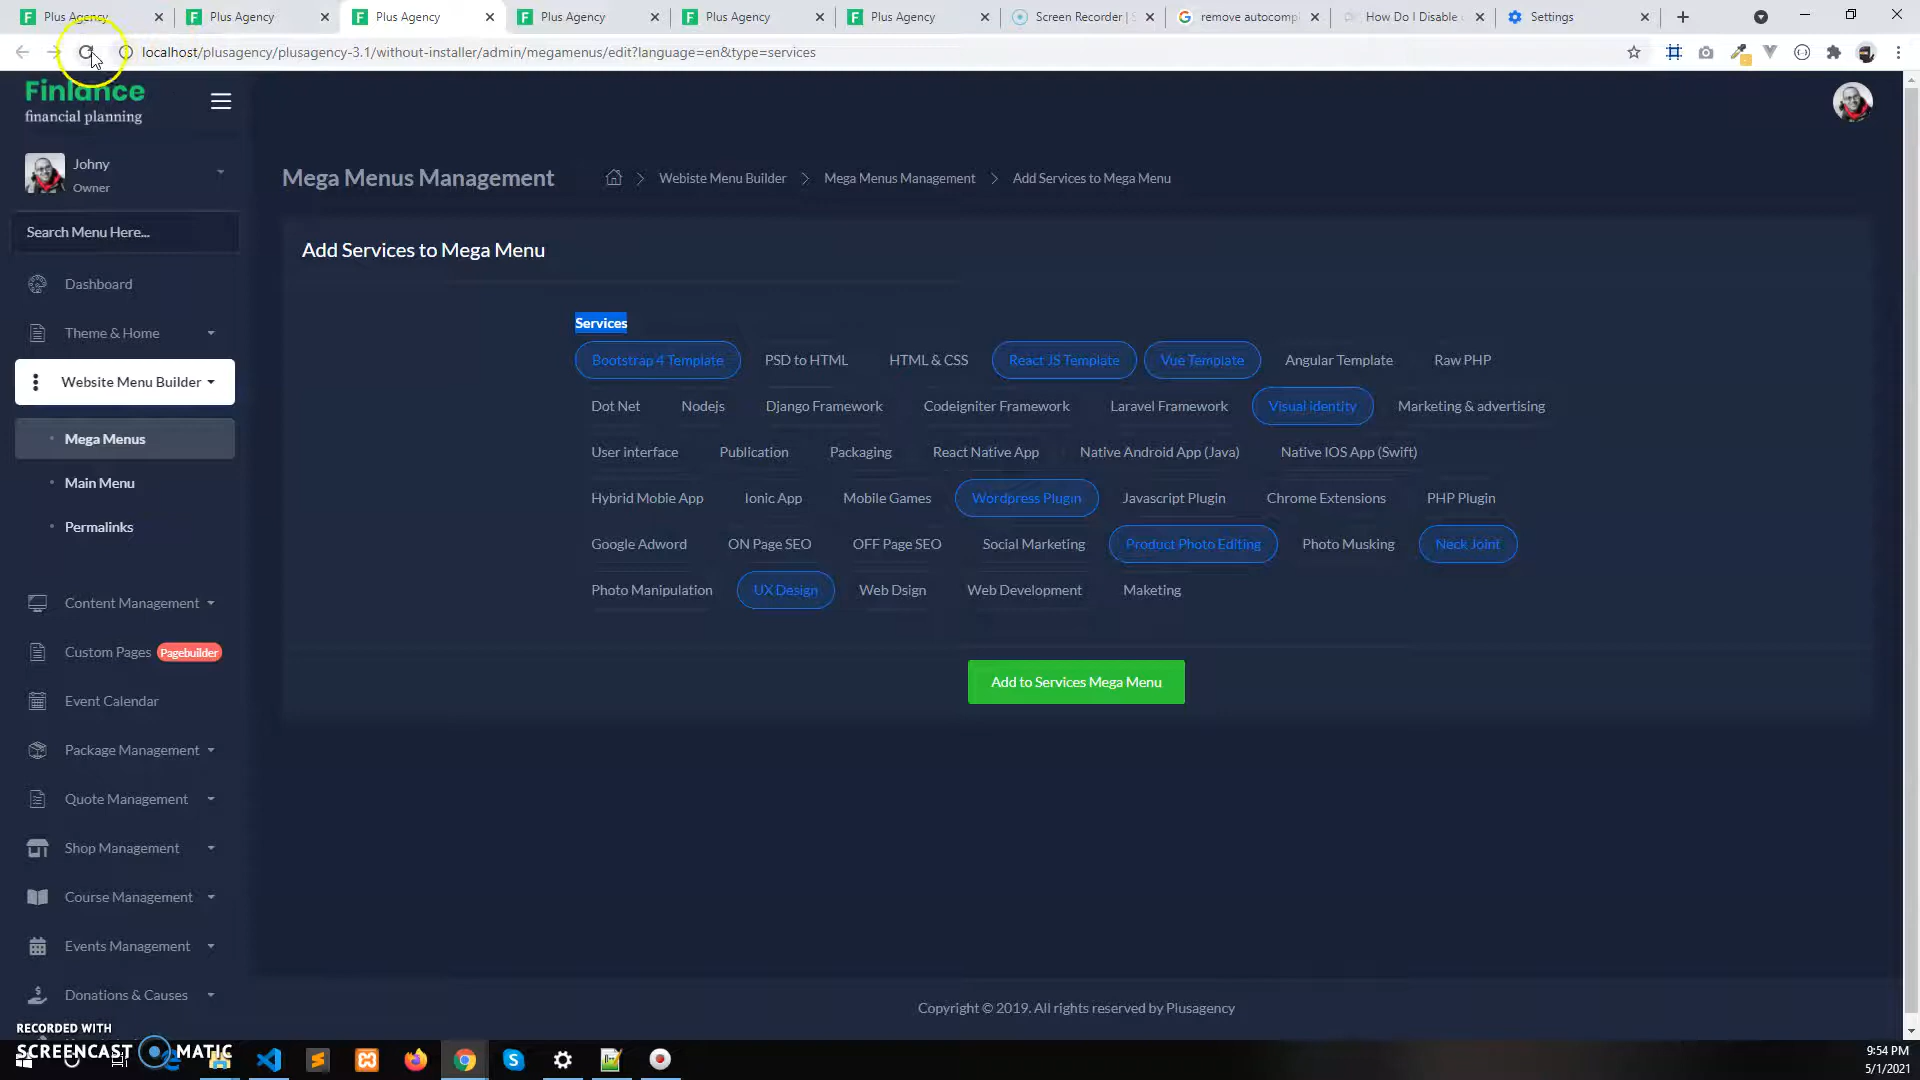 Plus Agency
Plus Agency
Plus Agency
Plus Agency
Plus Agency
Plus Agency
Screen Recorder | S
remove autocompl
How Do I Disable
Settings
localhost/plusagency/plusagency-3.1/without-installer/admin/megamenus/edit?language=en&type=services
Finlance
financial planning
Johny
Owner
Search Menu Here...
Dashboard
Theme & Home
Website Menu Builder
Mega Menus
Main Menu
Permalinks
Content Management
Custom Pages Pagebuilder
Event Calendar
Package Management
Quote Management
Shop Management
Course Management
Events Management
Donations & Causes
Mega Menus Management
Webiste Menu Builder
Mega Menus Management
Add Services to Mega Menu
Add Services to Mega Menu
Services
Bootstrap 4 Template PSD to HTML HTML & CSS React JS Template Vue Template Angular Template Raw PHP
Dot Net Nodejs Django Framework Codeigniter Framework Laravel Framework Visual identity Marketing & advertising
User interface Publication Packaging React Native App Native Android App (Java) Native IOS App (Swift)
Hybrid Mobie App Ionic App Mobile Games Wordpress Plugin Javascript Plugin Chrome Extensions PHP Plugin
Google Adword ON Page SEO OFF Page SEO Social Marketing Product Photo Editing Photo Musking Neck Joint
Photo Manipulation UX Design Web Dsign Web Development Maketing
Add to Services Mega Menu
Copyright © 2019. All rights reserved by Plusagency
RECORDED WITH
SCREENCAST MATIC
9:54 PM
5/1/2021